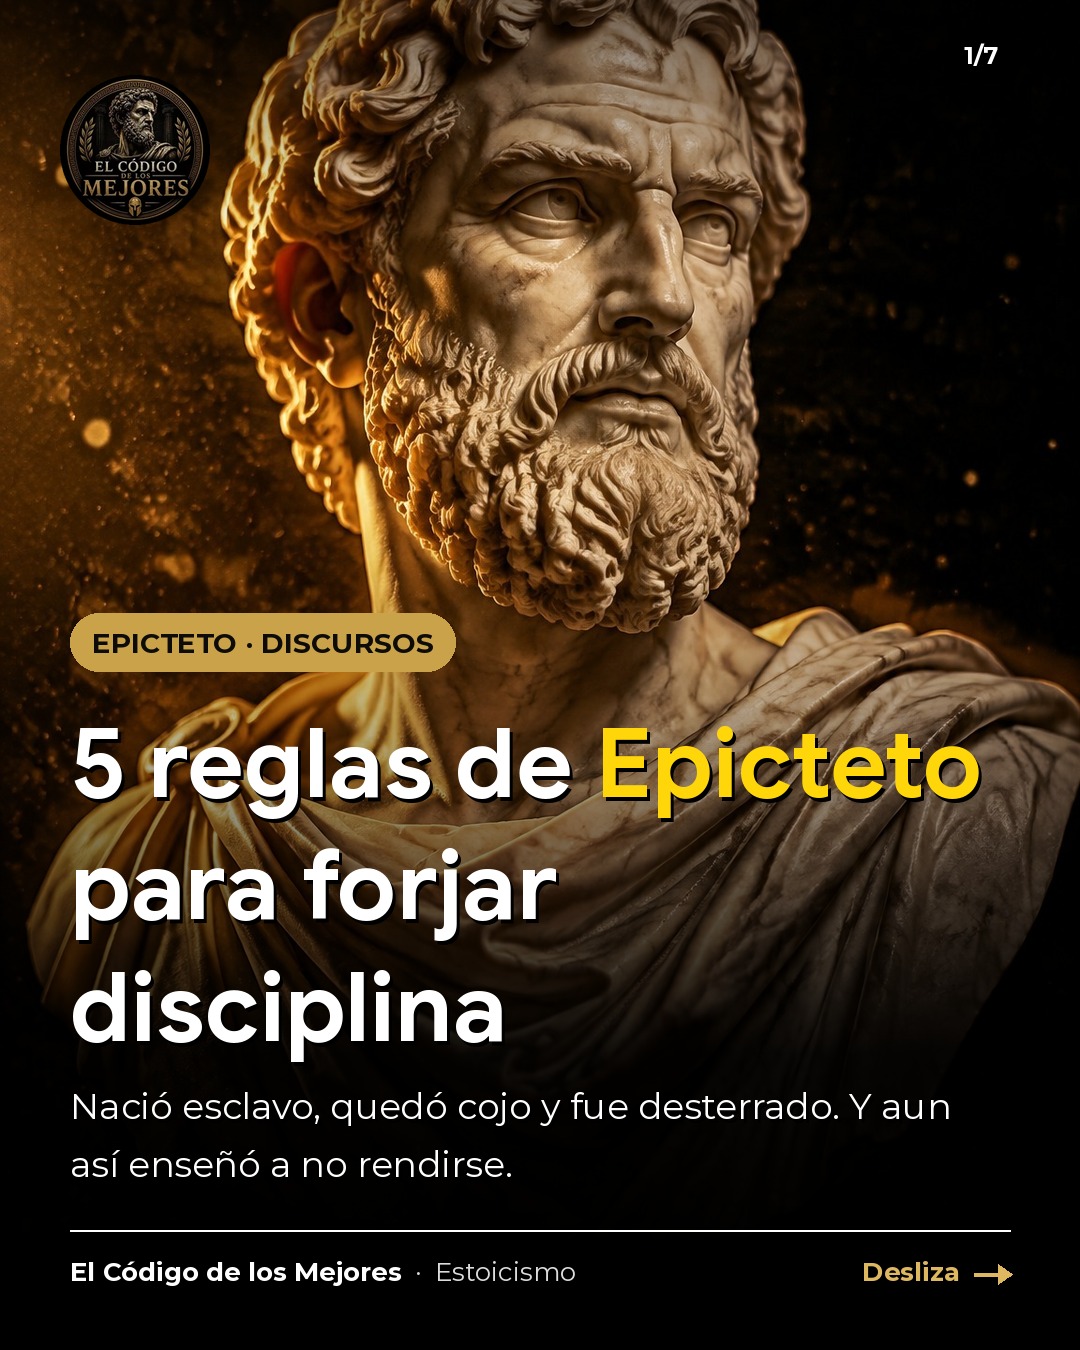 1/7
EL CÓDIGO
DE LOS
MEJORES
EPICTETO · DISCURSOS
5 reglas de Epicteto
para forjar
disciplina
Nació esclavo, quedó cojo y fue desterrado. Y aun
así enseñó a no rendirse.
El Código de los Mejores · Estoicismo
Desliza →